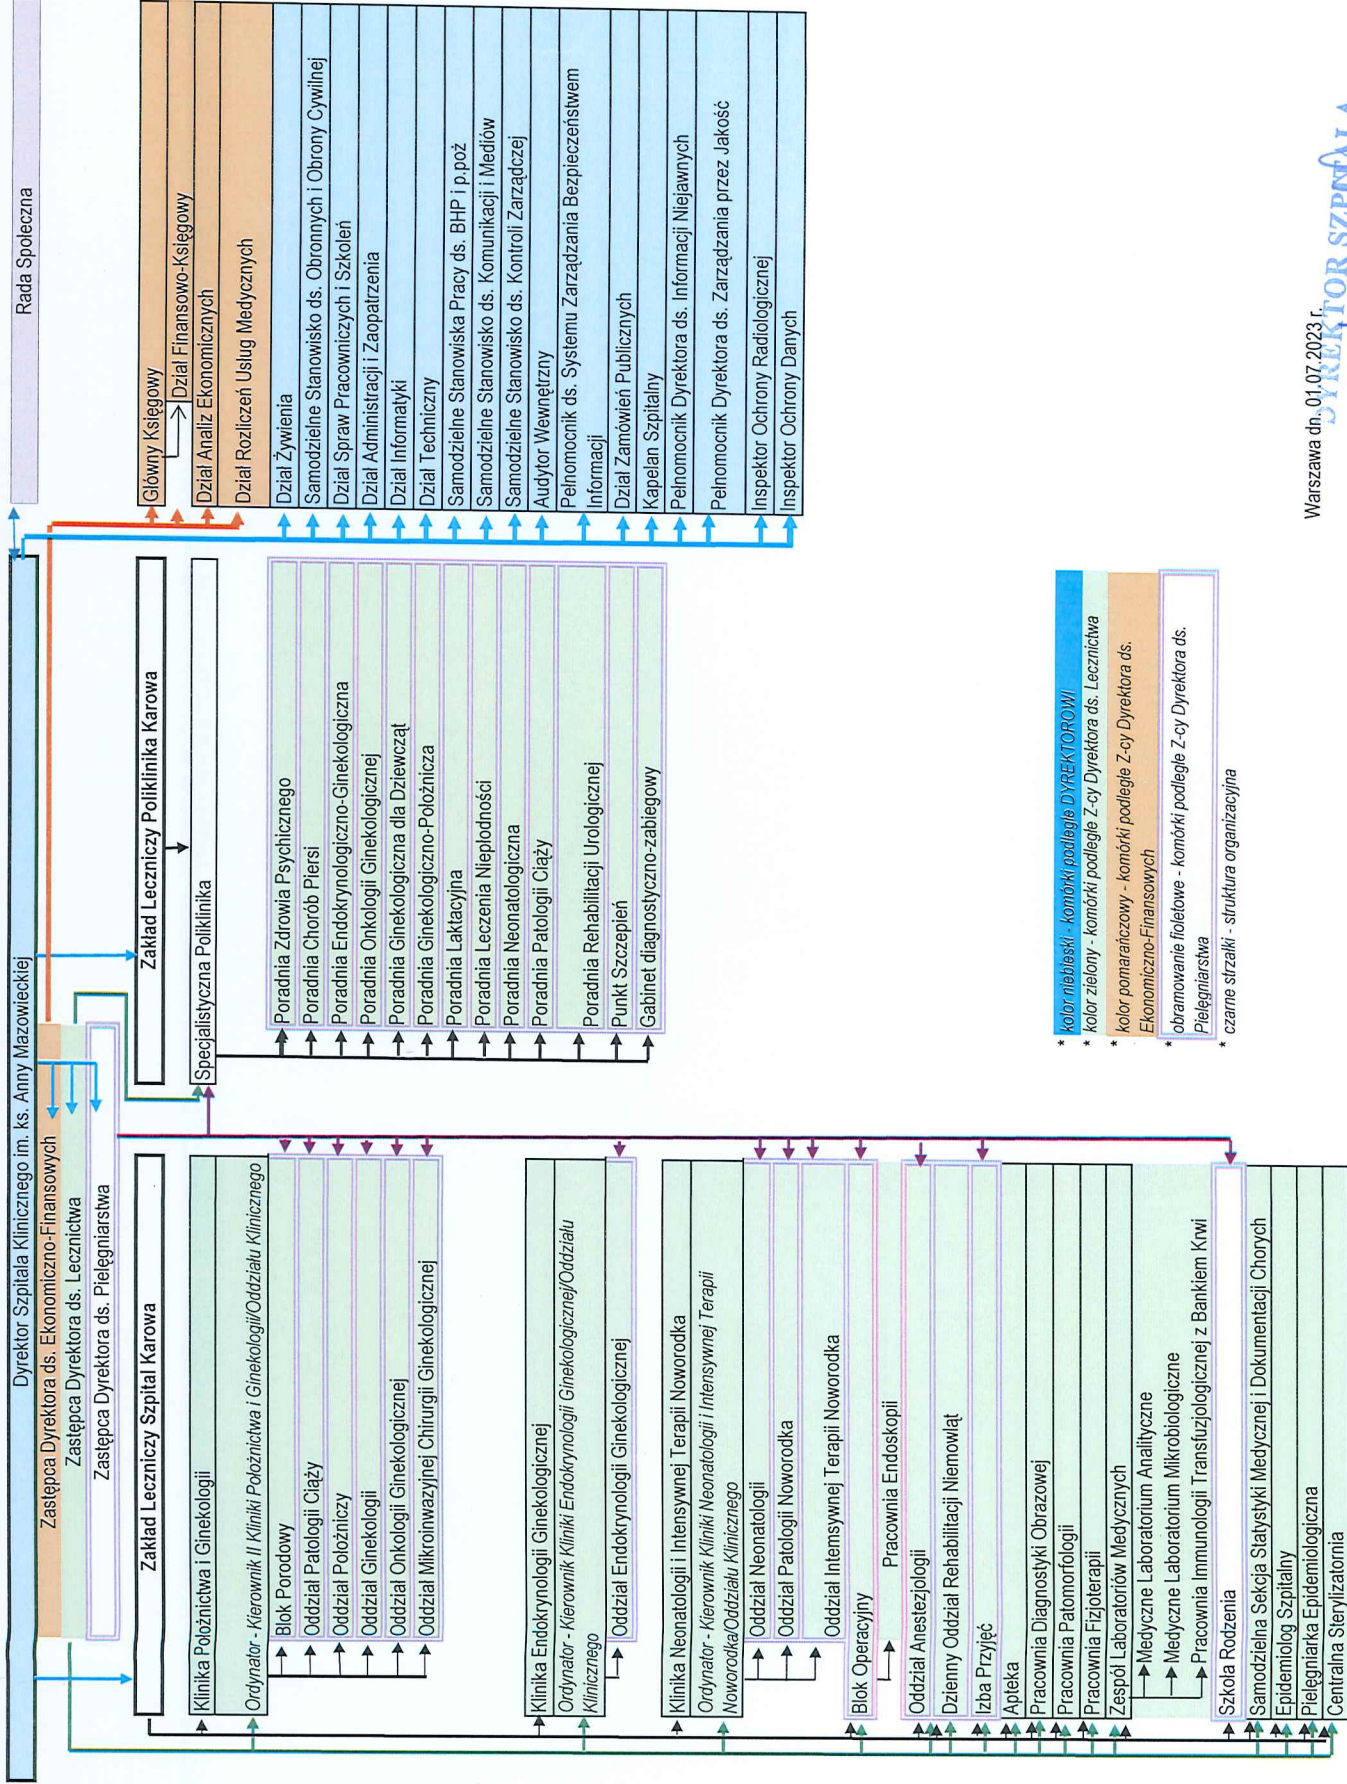 Dyrektor Szpitala Klinicznego im. ks. Anny Mazowieckiej
Rada Społeczna
Zastępca Dyrektora ds. Ekonomiczno-Finansowych
Zastępca Dyrektora ds. Lecznictwa
Zastępca Dyrektora ds. Pielęgniarstwa
Zakład Leczniczy Szpital Karowa
Klinika Położnictwa i Ginekologii
Ordynator - Kierownik II Kliniki Położnictwa i Ginekologii/Oddziału Klinicznego
Blok Porodowy
Oddział Patologii Ciąży
Oddział Położniczy
Oddział Ginekologii
Oddział Onkologii Ginekologicznej
Oddział Mikroinwazyjnej Chirurgii Ginekologicznej
Klinika Endokrynologii Ginekologicznej
Ordynator - Kierownik Kliniki Endokrynologii Ginekologicznej/Oddziału
Klinicznego
Oddział Endokrynologii Ginekologicznej
Klinika Neonatologii i Intensywnej Terapii Noworodka
Ordynator - Kierownik Kliniki Neonatologii i Intensywnej Terapii
Noworodka/Oddziału Klinicznego
Oddział Neonatologii
Oddział Patologii Noworodka
Oddział Intensywnej Terapii Noworodka
Blok Operacyjny
Pracownia Endoskopii
Oddział Anestezjologii
Dzienny Oddział Rehabilitacji Niemowląt
Izba Przyjęć
Apteka
Pracownia Diagnostyki Obrazowej
Pracownia Patomorfologii
Pracownia Fizjoterapii
Zespół Laboratoriów Medycznych
Medyczne Laboratorium Analityczne
Medyczne Laboratorium Mikrobiologiczne
Pracownia Immunologii Transfuzjologicznej z Bankiem Krwi
Szkoła Rodzenia
Samodzielna Sekcja Statystyki Medycznej i Dokumentacji Chorych
Epidemiolog Szpitalny
Pielęgniarka Epidemiologiczna
Centralna Sterylizatornia
Zakład Leczniczy Poliklinika Karowa
Specjalistyczna Poliklinika
Poradnia Zdrowia Psychicznego
Poradnia Chorób Piersi
Poradnia Endokrynologiczno-Ginekologiczna
Poradnia Onkologii Ginekologicznej
Poradnia Ginekologiczna dla Dziewcząt
Poradnia Ginekologiczno-Położnicza
Poradnia Laktacyjna
Poradnia Leczenia Niepłodności
Poradnia Neonatologiczna
Poradnia Patologii Ciąży
Poradnia Rehabilitacji Urologicznej
Punkt Szczepień
Gabinet diagnostyczno-zabiegowy
Główny Księgowy
Dział Finansowo-Księgowy
Dział Analiz Ekonomicznych
Dział Rozliczeń Usług Medycznych
Dział Żywienia
Samodzielne Stanowisko ds. Obronnych i Obrony Cywilnej
Dział Spraw Pracowniczych i Szkoleń
Dział Administracji i Zaopatrzenia
Dział Informatyki
Dział Techniczny
Samodzielne Stanowiska Pracy ds. BHP i p.poż
Samodzielne Stanowisko ds. Komunikacji i Mediów
Samodzielne Stanowisko ds. Kontroli Zarządczej
Audytor Wewnętrzny
Pełnomocnik ds. Systemu Zarządzania Bezpieczeństwem
Informacji
Dział Zamówień Publicznych
Kapelan Szpitalny
Pełnomocnik Dyrektora ds. Informacji Niejawnych
Pełnomocnik Dyrektora ds. Zarządzania przez Jakość
Inspektor Ochrony Radiologicznej
Inspektor Ochrony Danych
* kolor niebieski - komórki podległe DYREKTOROWI
* kolor zielony - komórki podległe Z-cy Dyrektora ds. Lecznictwa
* kolor pomarańczowy - komórki podległe Z-cy Dyrektora ds.
Ekonomiczno-Finansowych
* obramowanie fioletowe - komórki podległe Z-cy Dyrektora ds.
Pielęgniarstwa
* czarne strzałki - struktura organizacyjna
Warszawa dn. 01.07.2023 r.
DYREKTOR SZPITALA